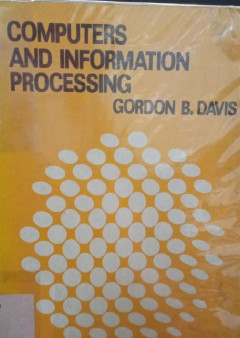 COMPUTERS
AND INFORMATION
PROCESSING
GORDON B. DAVIS